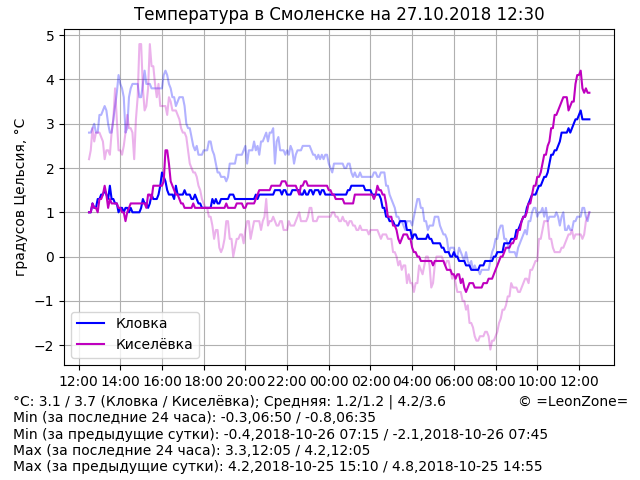 Температура в Смоленске на 27.10.2018 12:30
градусов Цельсия, °C
5
4
3
2
1
0
−1
−2
Кловка
Киселёвка
12:00 14:00 16:00 18:00 20:00 22:00 00:00 02:00 04:00 06:00 08:00 10:00 12:00
°C: 3.1 / 3.7 (Кловка / Киселёвка); Средняя: 1.2/1.2 | 4.2/3.6 © =LeonZone=
Min (за последние 24 часа): -0.3,06:50 / -0.8,06:35
Min (за предыдущие сутки): -0.4,2018-10-26 07:15 / -2.1,2018-10-26 07:45
Max (за последние 24 часа): 3.3,12:05 / 4.2,12:05
Max (за предыдущие сутки): 4.2,2018-10-25 15:10 / 4.8,2018-10-25 14:55